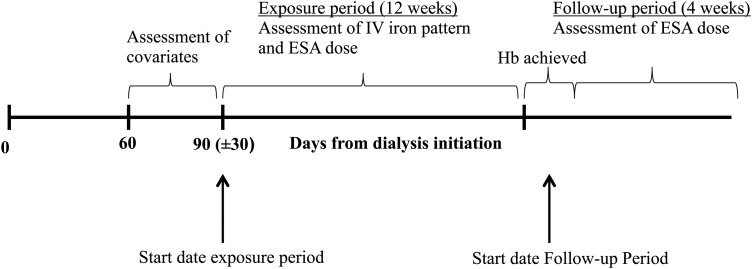 Assessment of
covariates
Exposure period (12 weeks)
Assessment of IV iron pattern
and ESA dose
Hb achieved
Follow-up period (4 weeks)
Assessment of ESA dose
0
60
90 (±30)
Days from dialysis initiation
Start date exposure period
Start date Follow-up Period